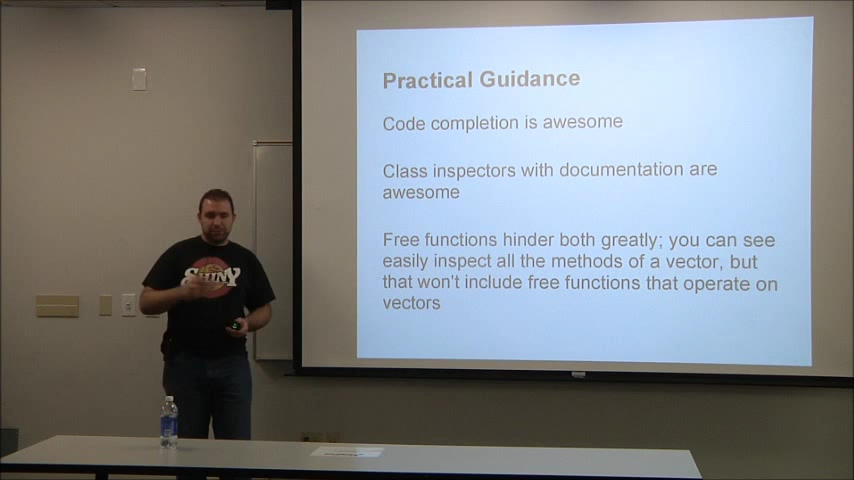 Practical Guidance
Code completion is awesome
Class inspectors with documentation are
awesome
Free functions hinder both greatly; you can see
easily inspect all the methods of a vector, but
that won't include free functions that operate on
vectors
SHINY